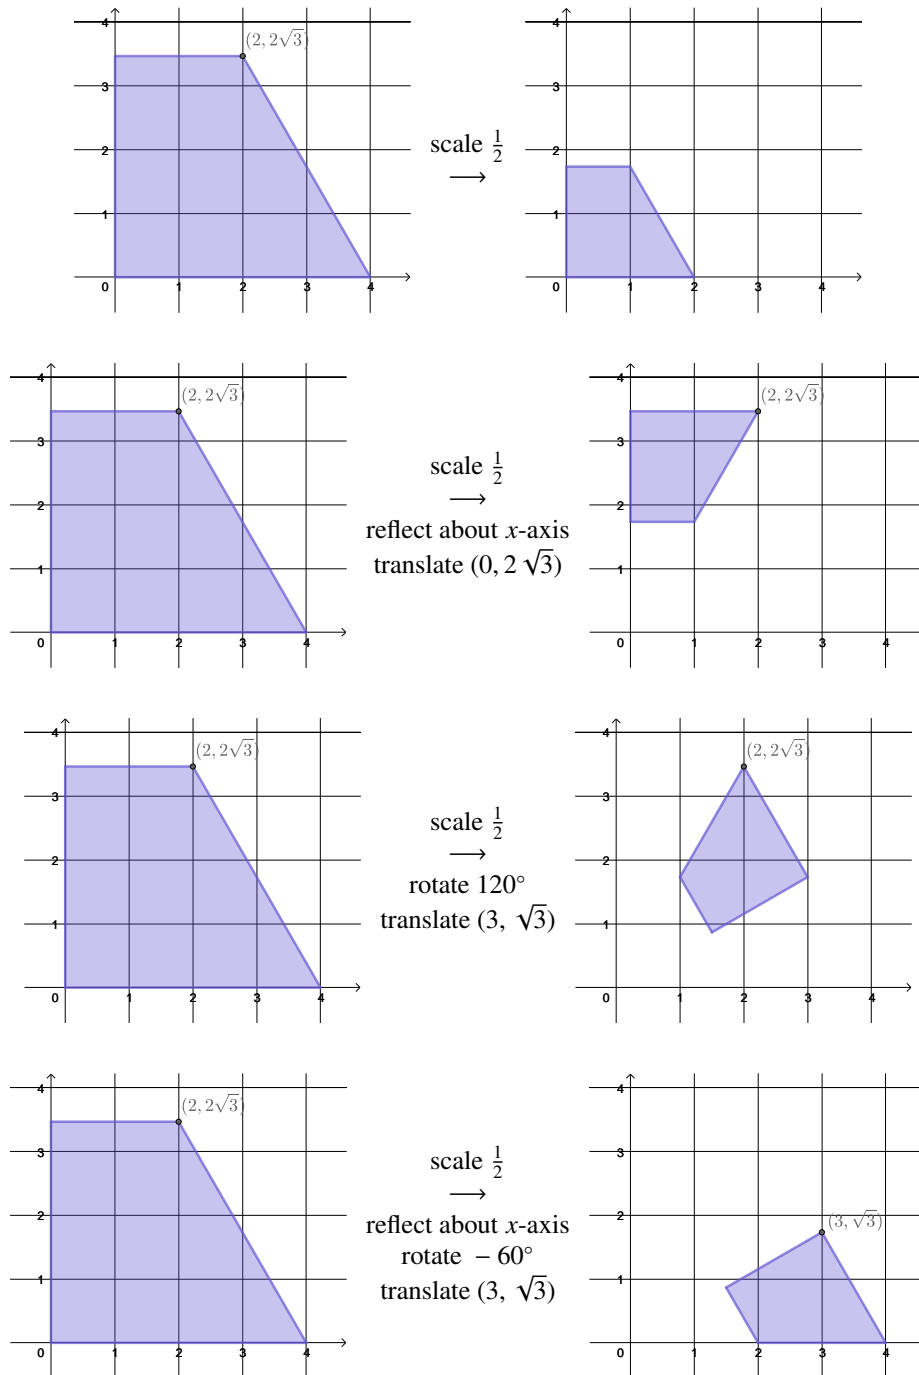 4
(2, 2√3)
3
2
1
0 1 2 3 4
scale 1/2
⟶
4
3
2
1
0 1 2 3 4
4
(2, 2√3)
3
2
1
0 1 2 3 4
scale 1/2
⟶
reflect about x-axis
translate (0, 2 √3)
4
(2, 2√3)
3
2
1
0 1 2 3 4
4
(2, 2√3)
3
2
1
0 1 2 3 4
scale 1/2
⟶
rotate 120°
translate (3, √3)
4
(2, 2√3)
3
2
1
0 1 2 3 4
4
(2, 2√3)
3
2
1
0 1 2 3 4
scale 1/2
⟶
reflect about x-axis
rotate − 60°
translate (3, √3)
4
3
2
(3, √3)
1
0 1 2 3 4